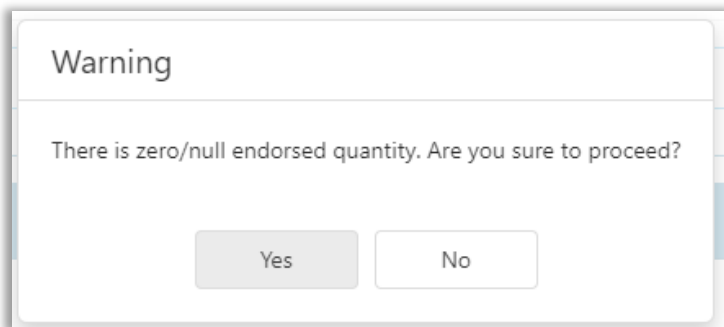 Warning
There is zero/null endorsed quantity. Are you sure to proceed?
Yes
No